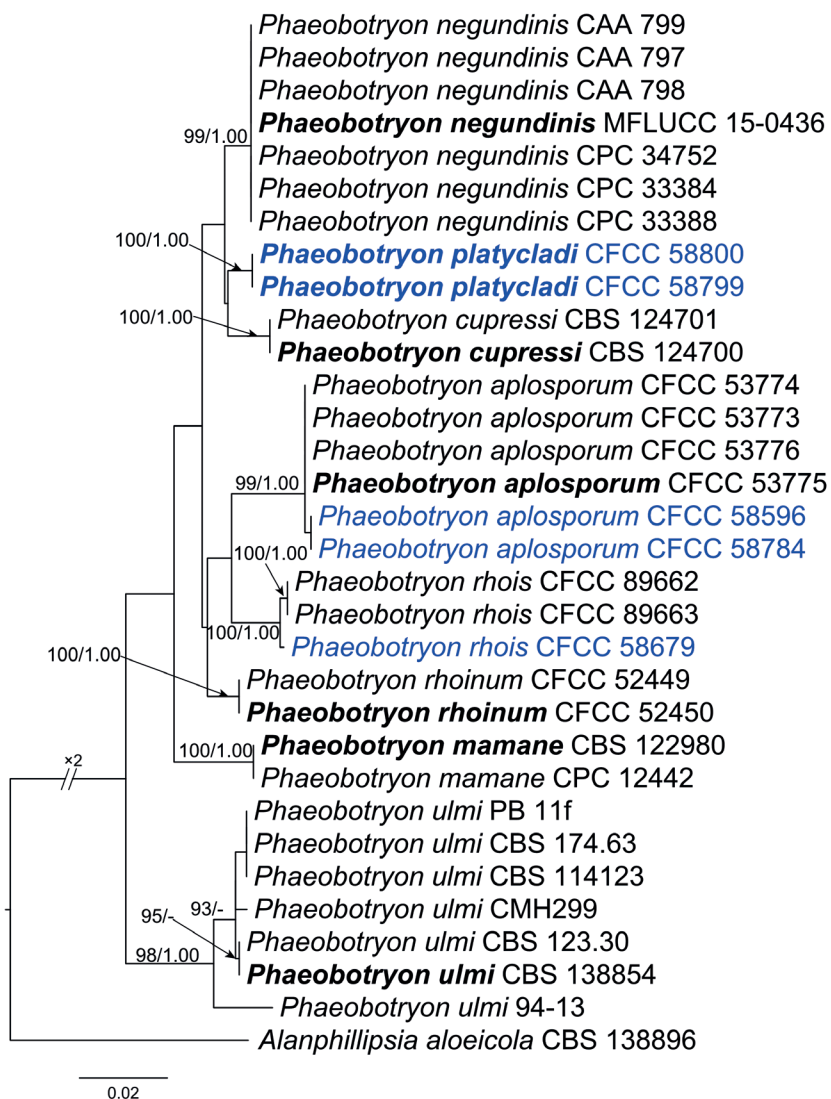 Phaeobotryon negundinis CAA 799
Phaeobotryon negundinis CAA 797
Phaeobotryon negundinis CAA 798
Phaeobotryon negundinis MFLUCC 15-0436
99/1.00
Phaeobotryon negundinis CPC 34752
Phaeobotryon negundinis CPC 33384
Phaeobotryon negundinis CPC 33388
100/1.00
Phaeobotryon platycladi CFCC 58800
Phaeobotryon platycladi CFCC 58799
100/1.00
Phaeobotryon cupressi CBS 124701
Phaeobotryon cupressi CBS 124700
Phaeobotryon aplosporum CFCC 53774
Phaeobotryon aplosporum CFCC 53773
Phaeobotryon aplosporum CFCC 53776
99/1.00
Phaeobotryon aplosporum CFCC 53775
Phaeobotryon aplosporum CFCC 58596
Phaeobotryon aplosporum CFCC 58784
100/1.00
Phaeobotryon rhois CFCC 89662
Phaeobotryon rhois CFCC 89663
100/1.00
Phaeobotryon rhois CFCC 58679
100/1.00
Phaeobotryon rhoinum CFCC 52449
Phaeobotryon rhoinum CFCC 52450
100/1.00
Phaeobotryon mamane CBS 122980
×2
Phaeobotryon mamane CPC 12442
Phaeobotryon ulmi PB 11f
Phaeobotryon ulmi CBS 174.63
Phaeobotryon ulmi CBS 114123
93/-
Phaeobotryon ulmi CMH299
95/-
Phaeobotryon ulmi CBS 123.30
98/1.00
Phaeobotryon ulmi CBS 138854
Phaeobotryon ulmi 94-13
Alanphillipsia aloeicola CBS 138896
0.02